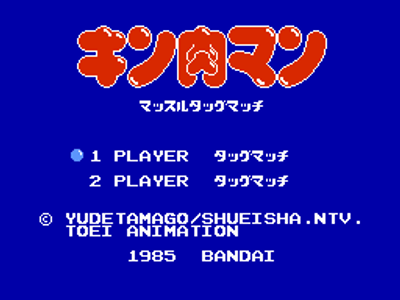 キン肉マン
マッスルタッグマッチ
1 PLAYER タッグマッチ
2 PLAYER タッグマッチ
© YUDETAMAGO/SHUEISHA.NTV.
TOEI ANIMATION
1985 BANDAI